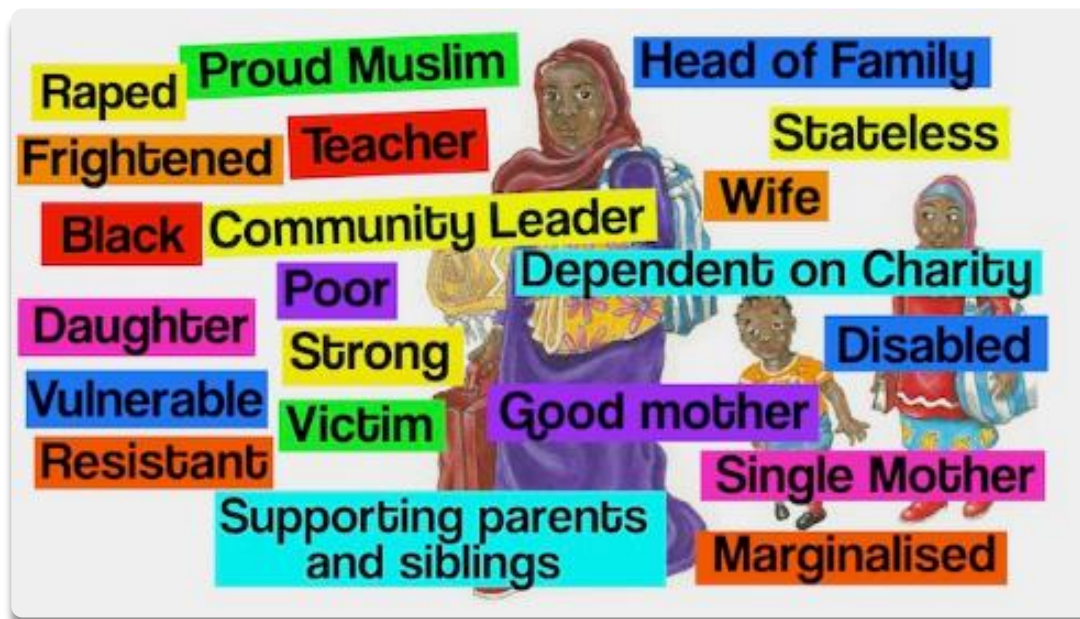 Proud Muslim
Head of Family
Raped
Stateless
Teacher
Frightened
Wife
Black
Community Leader
Dependent on Charity
Poor
Daughter
Strong
Disabled
Vulnerable
Victim
Good mother
Resistant
Single Mother
Supporting parents
and siblings
Marginalised